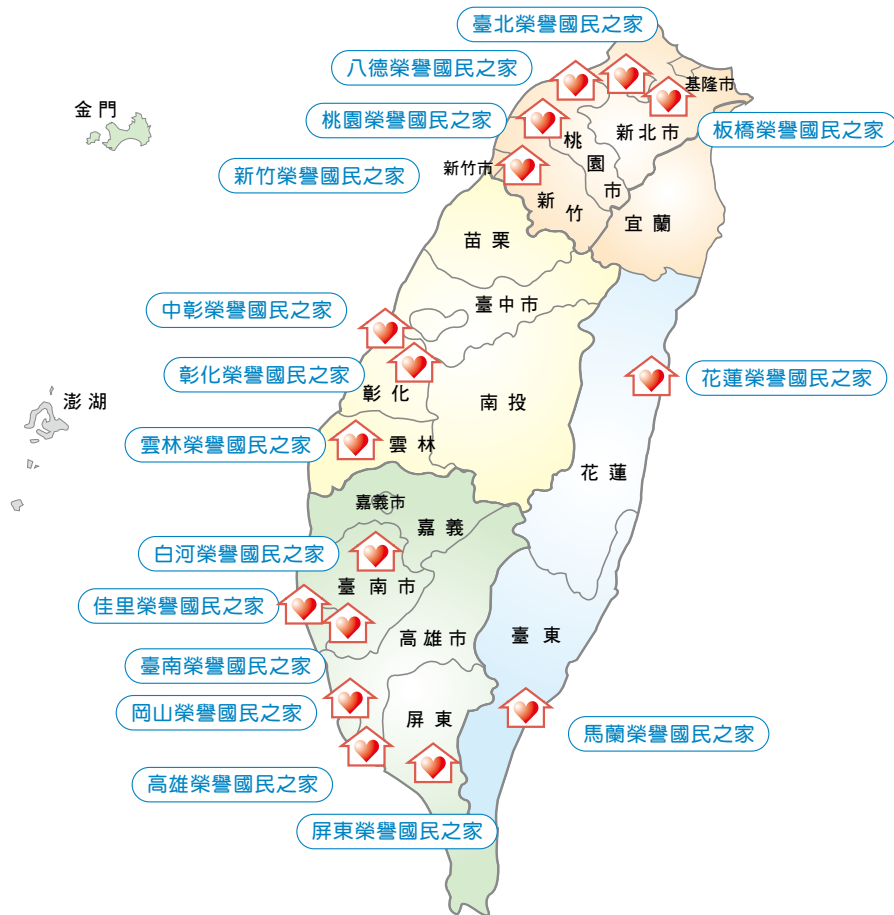 臺北榮譽國民之家
八德榮譽國民之家
基隆市
金門
桃園榮譽國民之家
新北市
板橋榮譽國民之家
桃園市
新竹市
新竹榮譽國民之家
新竹
宜蘭
苗栗
臺中市
中彰榮譽國民之家
彰化榮譽國民之家
花蓮榮譽國民之家
彰化
南投
澎湖
雲林榮譽國民之家
雲林
花蓮
嘉義市
嘉義
白河榮譽國民之家
臺南市
佳里榮譽國民之家
高雄市
臺東
臺南榮譽國民之家
岡山榮譽國民之家
屏東
馬蘭榮譽國民之家
高雄榮譽國民之家
屏東榮譽國民之家